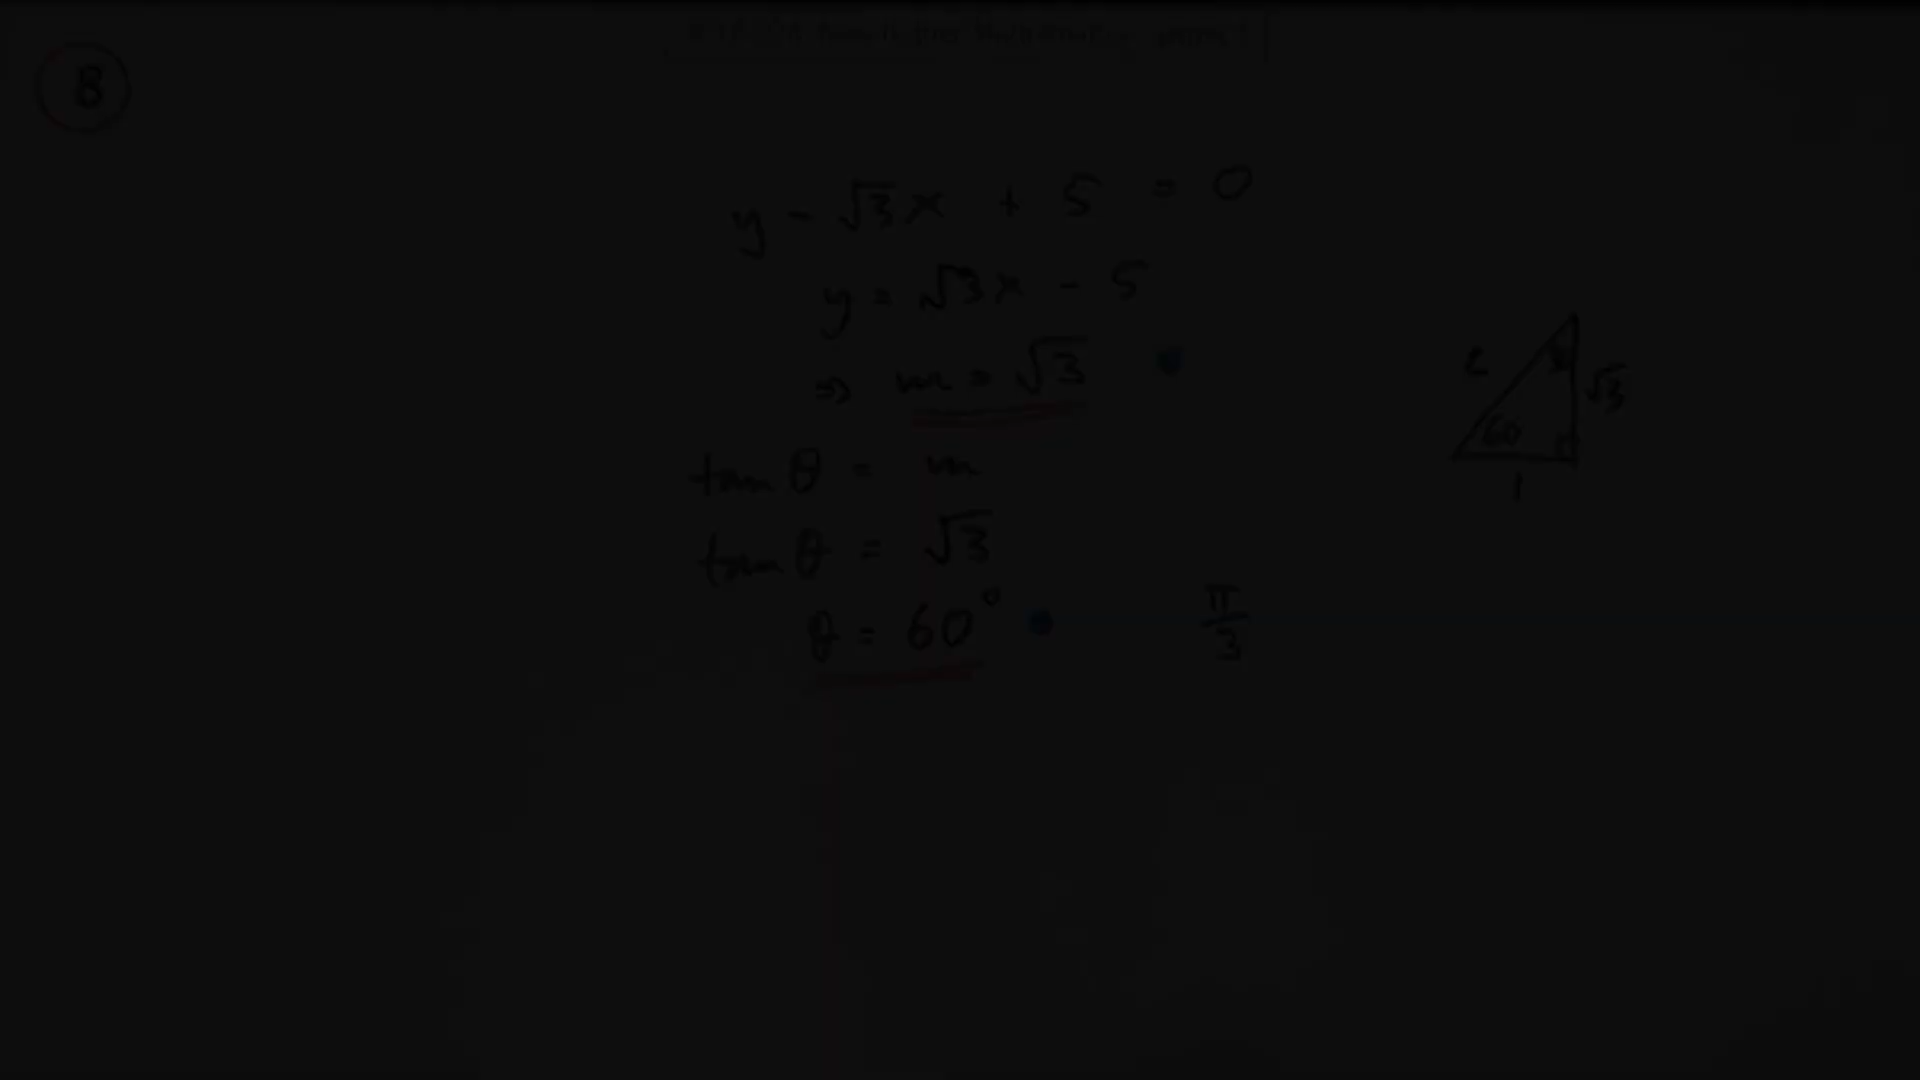 8
y - √3x + 5 = 0
y = √3x - 5
⇒ m = √3
tan θ = m
tan θ = √3
θ = 60°
π/3
2
√3
60
1